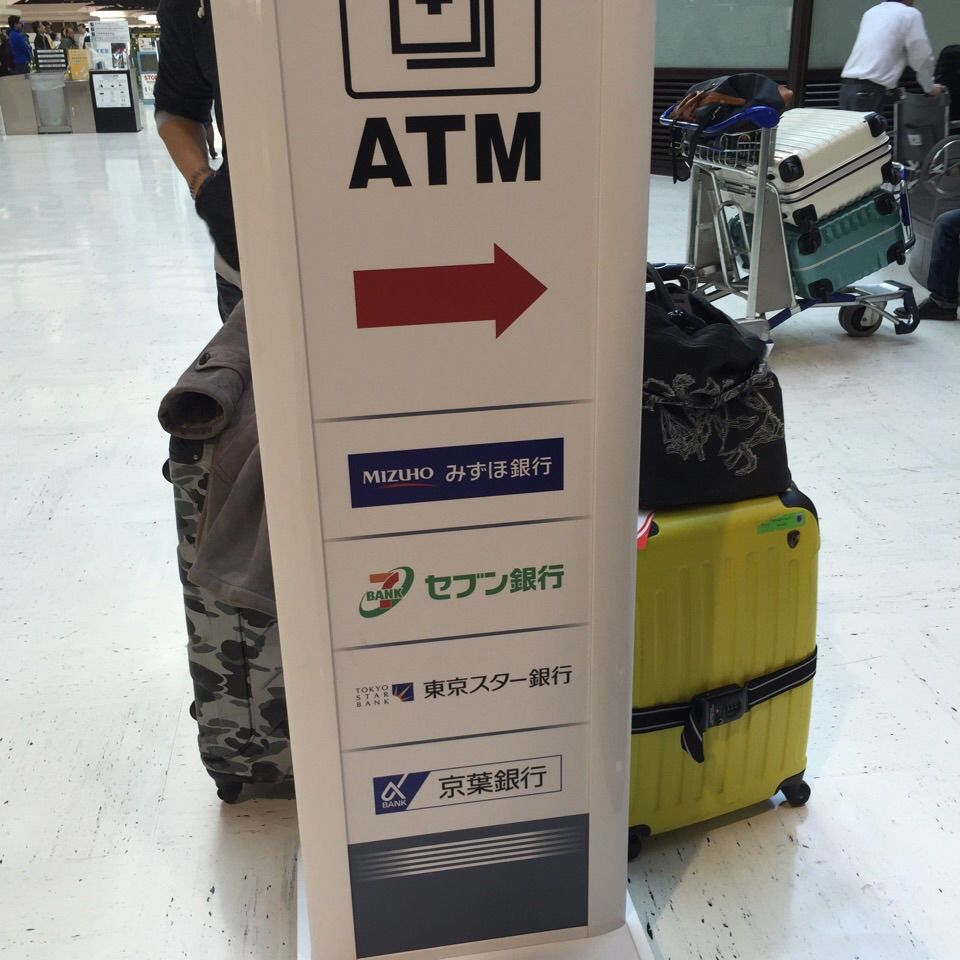 ATM
MIZUHO みずほ銀行
7 BANK セブン銀行
TOKYO
STAR
BANK
東京スター銀行
α BANK 京葉銀行